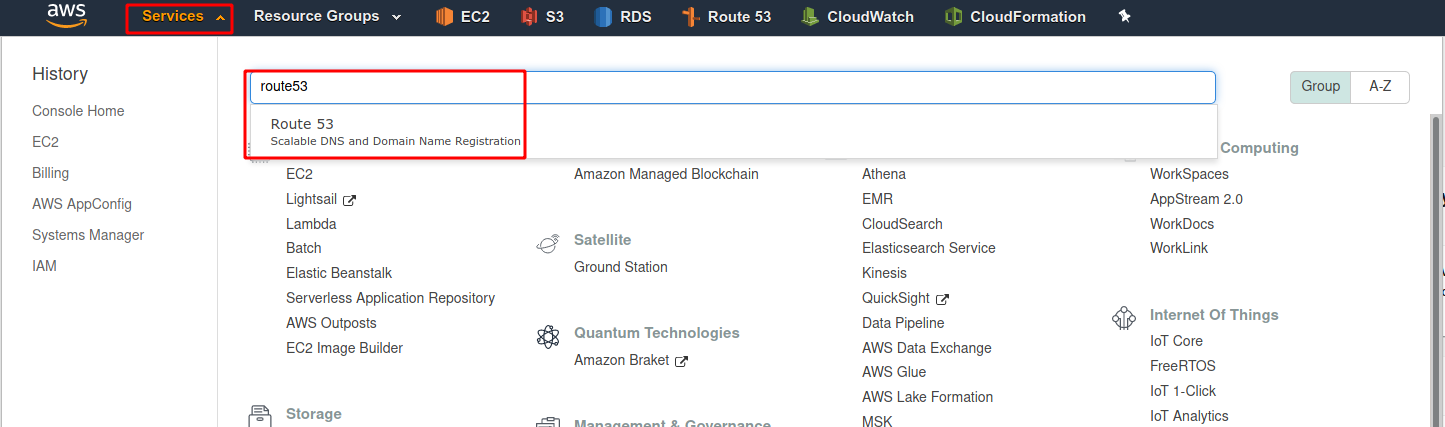 aws
Services
Resource Groups
EC2
S3
RDS
Route 53
CloudWatch
CloudFormation
History
Console Home
EC2
Billing
AWS AppConfig
Systems Manager
IAM
route53
Route 53
Scalable DNS and Domain Name Registration
Group
A-Z
EC2
Lightsail
Lambda
Batch
Elastic Beanstalk
Serverless Application Repository
AWS Outposts
EC2 Image Builder
Storage
Amazon Managed Blockchain
Satellite
Ground Station
Quantum Technologies
Amazon Braket
Management & Governance
Athena
EMR
CloudSearch
Elasticsearch Service
Kinesis
QuickSight
Data Pipeline
AWS Data Exchange
AWS Glue
AWS Lake Formation
MSK
Computing
WorkSpaces
AppStream 2.0
WorkDocs
WorkLink
Internet Of Things
IoT Core
FreeRTOS
IoT 1-Click
IoT Analytics